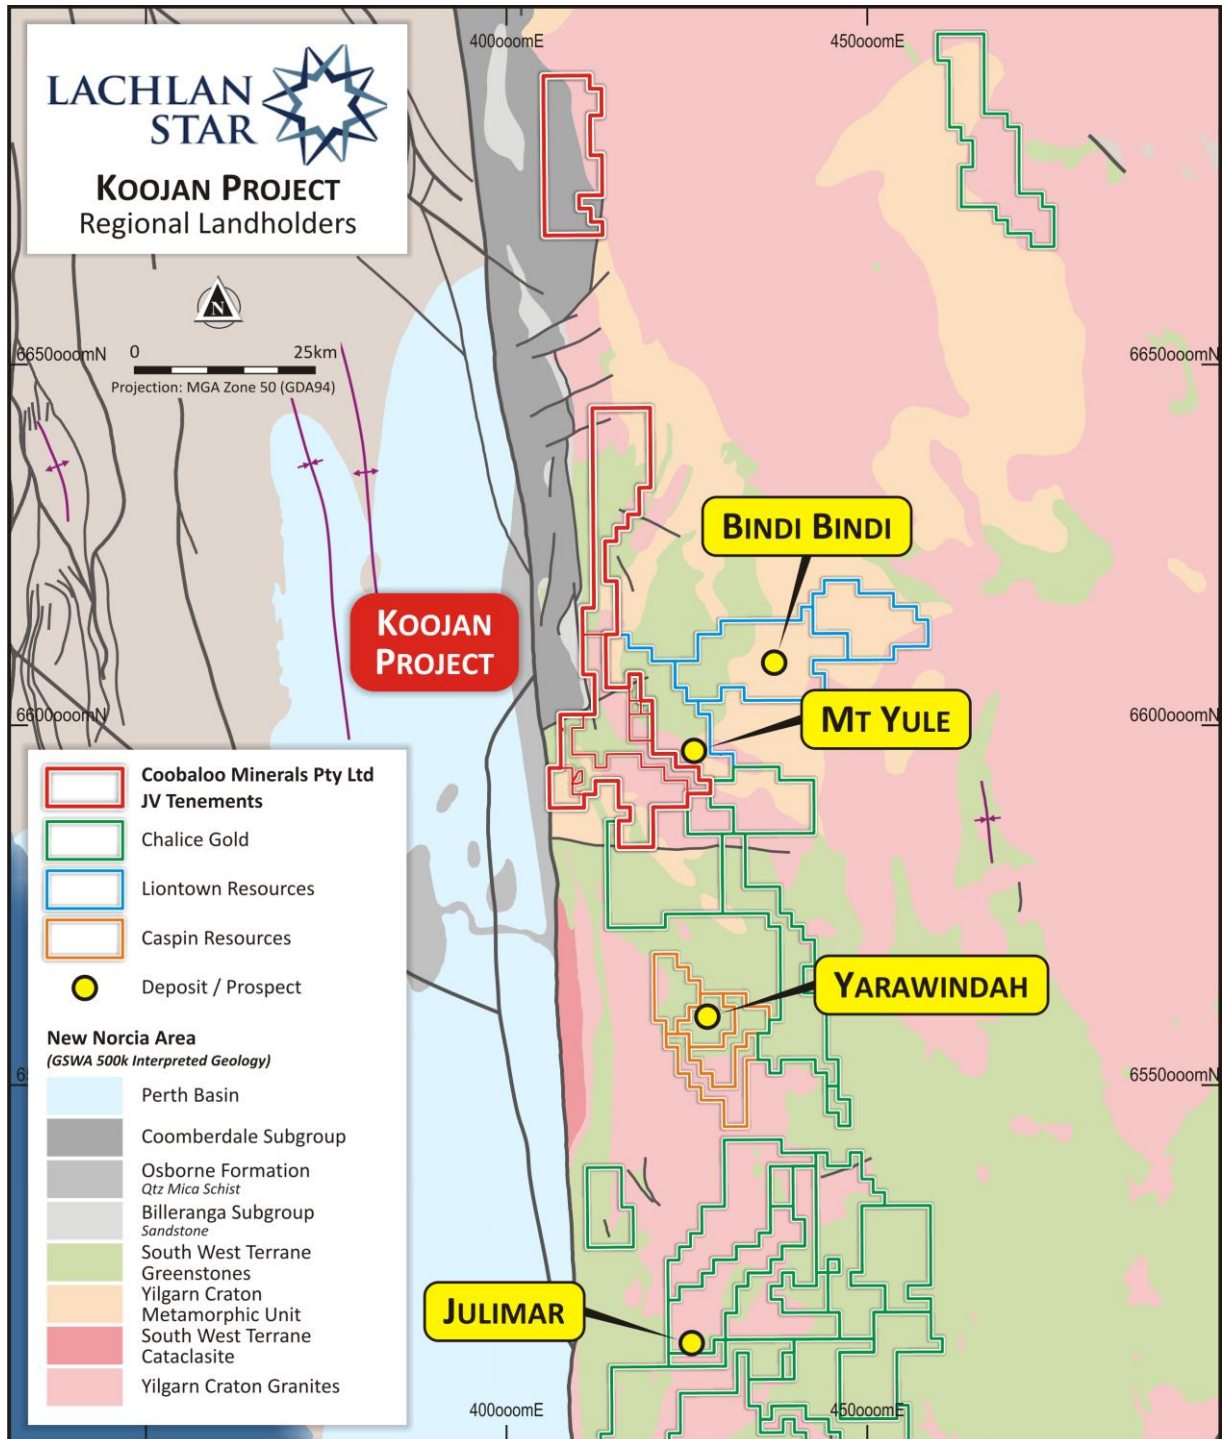 400000mE
450000mE
LACHLAN
STAR
KOOJAN PROJECT
Regional Landholders
N
6650000mN
0
25km
6650000mN
Projection: MGA Zone 50 (GDA94)
BINDI BINDI
KOOJAN
PROJECT
6600000mN
MT YULE
6600000mN
Coobaloo Minerals Pty Ltd
JV Tenements
Chalice Gold
Liontown Resources
Caspin Resources
Deposit / Prospect
YARAWINDAH
New Norcia Area
(GSWA 500k Interpreted Geology)
6550000mN
Perth Basin
Coomberdale Subgroup
Osborne Formation
Qtz Mica Schist
Billeranga Subgroup
Sandstone
South West Terrane
Greenstones
Yilgarn Craton
Metamorphic Unit
South West Terrane
Cataclasite
Yilgarn Craton Granites
JULIMAR
400000mE
450000mE